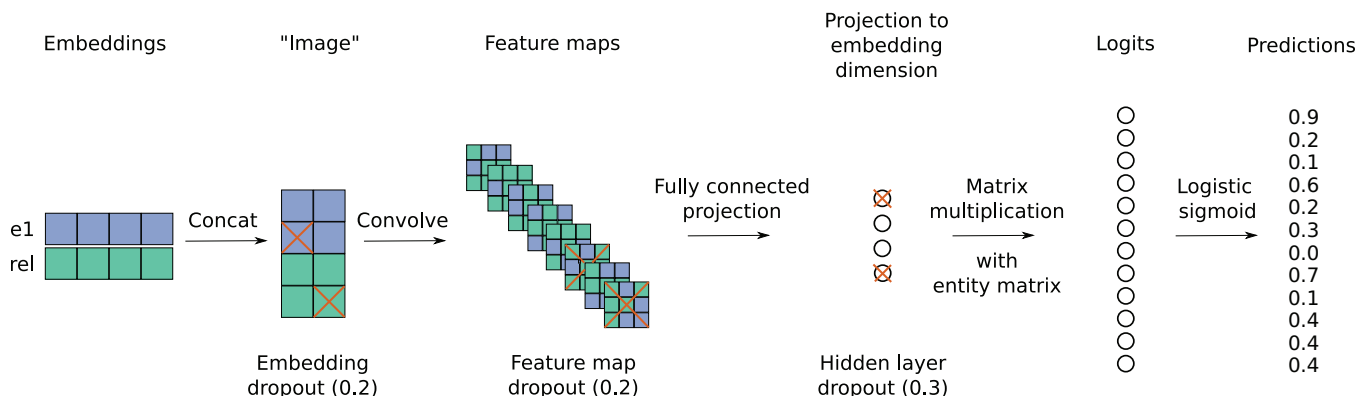 Embeddings
"Image"
Feature maps
Projection to
embedding
dimension
Logits
Predictions
e1
rel
Concat
Convolve
Fully connected
projection
Matrix
multiplication
with
entity matrix
Logistic
sigmoid
0.9
0.2
0.1
0.6
0.2
0.3
0.0
0.7
0.1
0.4
0.4
0.4
Embedding
dropout (0.2)
Feature map
dropout (0.2)
Hidden layer
dropout (0.3)